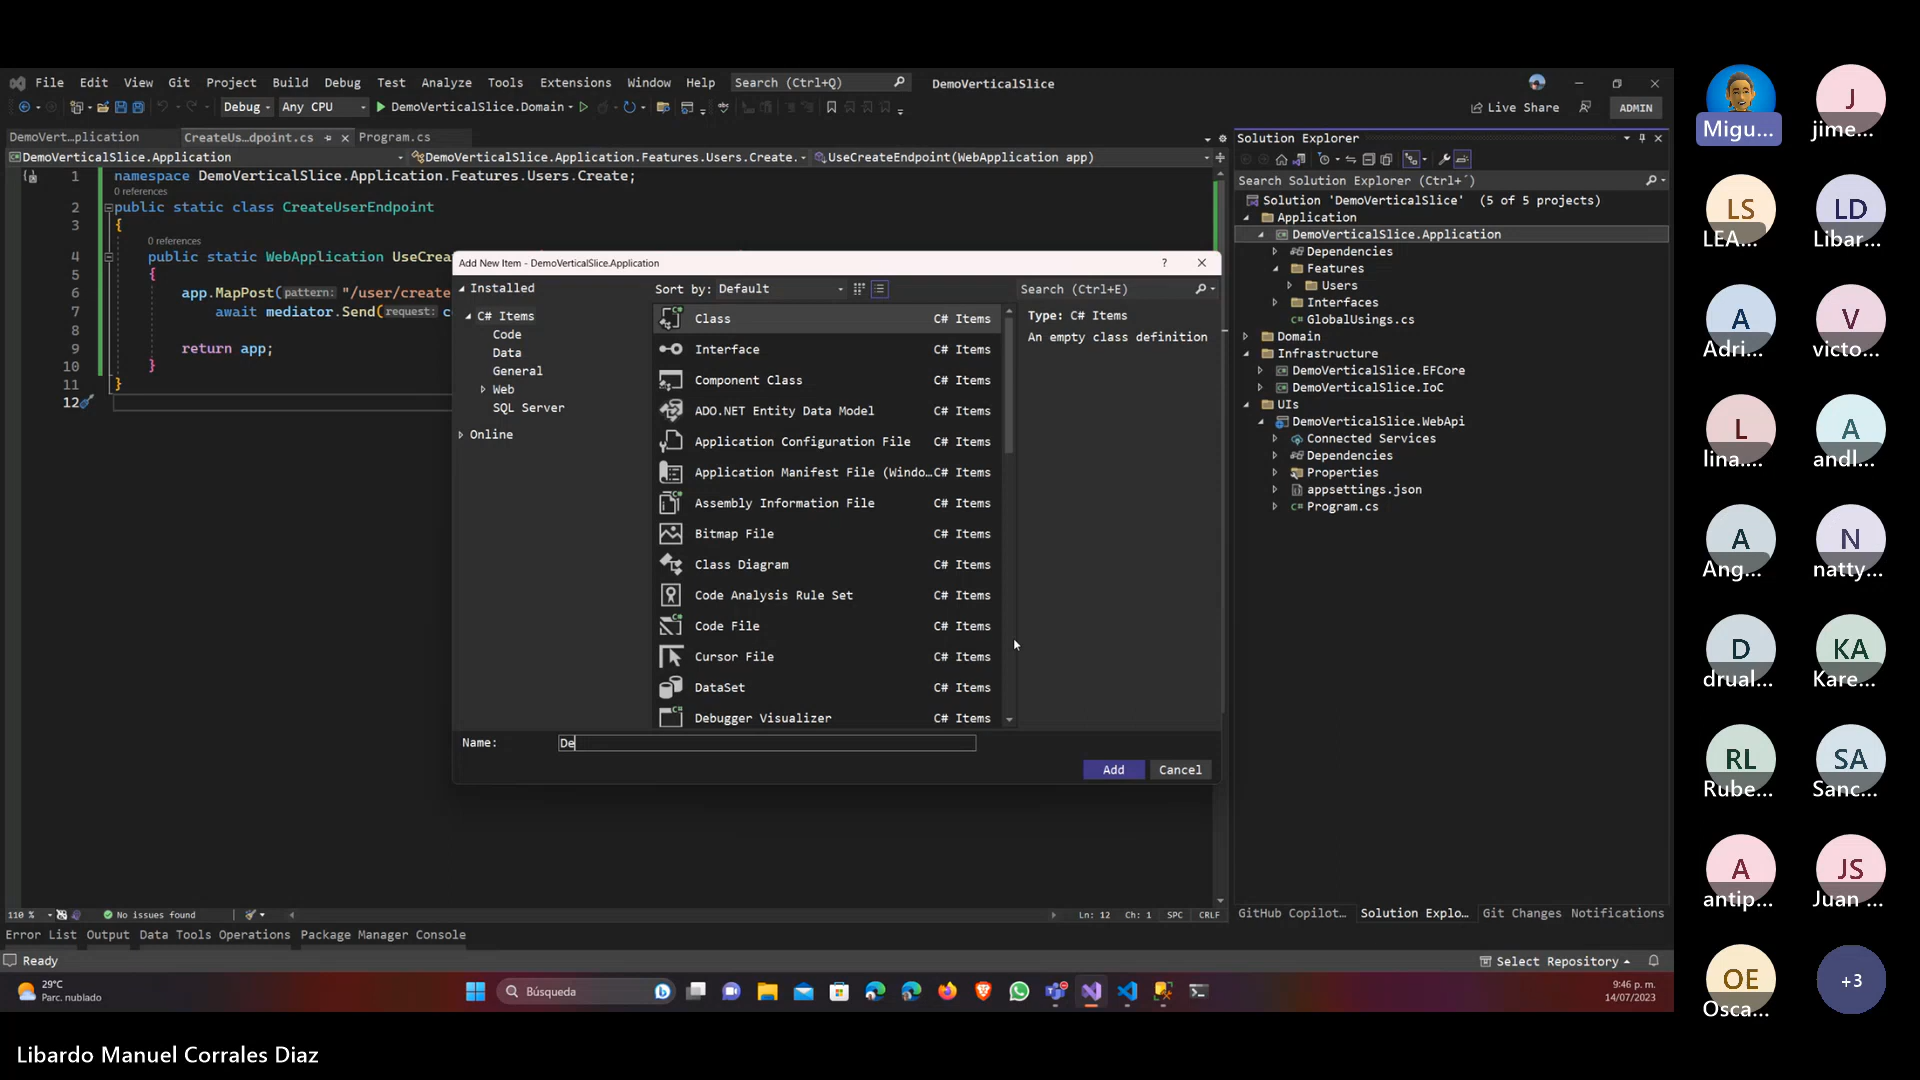 File Edit View Git Project Build Debug Test Analyze Tools Extensions Window Help Search (Ctrl+Q) DemoVerticalSlice
Debug Any CPU DemoVerticalSlice.Domain Live Share ADMIN
DemoVert...plication CreateUs...dpoint.cs Program.cs
DemoVerticalSlice.Application DemoVerticalSlice.Application.Features.Users.Create. UseCreateEndpoint(WebApplication app)
1 namespace DemoVerticalSlice.Application.Features.Users.Create;
0 references
2 public static class CreateUserEndpoint
3 {
0 references
4 public static WebApplication UseCrea
5 {
6 app.MapPost(pattern: "/user/create
7 await mediator.Send(request: c
8
9 return app;
10 }
11 }
12
Add New Item - DemoVerticalSlice.Application ?
Installed
C# Items
Code
Data
General
Web
SQL Server
Online
Sort by: Default
Search (Ctrl+E)
Class C# Items
Interface C# Items
Component Class C# Items
ADO.NET Entity Data Model C# Items
Application Configuration File C# Items
Application Manifest File (Windo... C# Items
Assembly Information File C# Items
Bitmap File C# Items
Class Diagram C# Items
Code Analysis Rule Set C# Items
Code File C# Items
Cursor File C# Items
DataSet C# Items
Debugger Visualizer C# Items
Type: C# Items
An empty class definition
Name: De
Add Cancel
Solution Explorer
Search Solution Explorer (Ctrl+´)
Solution 'DemoVerticalSlice' (5 of 5 projects)
Application
DemoVerticalSlice.Application
Dependencies
Features
Users
Interfaces
C# GlobalUsings.cs
Domain
Infrastructure
DemoVerticalSlice.EFCore
DemoVerticalSlice.IoC
UIs
DemoVerticalSlice.WebApi
Connected Services
Dependencies
Properties
appsettings.json
C# Program.cs
110 % No issues found Ln: 12 Ch: 1 SPC CRLF
GitHub Copilot... Solution Explo... Git Changes Notifications
Error List Output Data Tools Operations Package Manager Console
Ready Select Repository
29°C
Parc. nublado
Búsqueda
9:46 p. m.
14/07/2023
Migu...
J
jime...
LS
LEA...
LD
Libar...
A
Adri...
V
victo...
L
lina....
A
andl...
A
Ang...
N
natty...
D
drual...
KA
Kare...
RL
Rube...
SA
Sanc...
A
antip...
JS
Juan ...
OE
Osca...
+3
Libardo Manuel Corrales Diaz